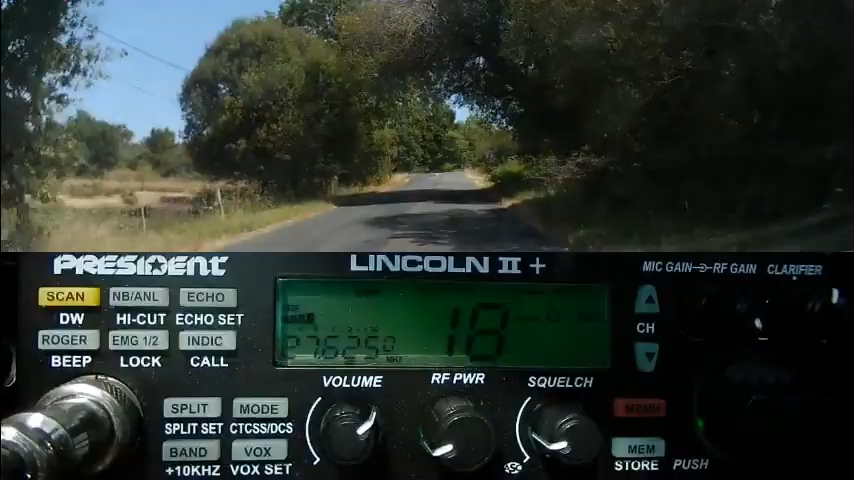 PRESIDENT
LINCOLN II +
MIC GAIN RF GAIN CLARIFIER
SCAN NB/ANL ECHO
DW HI-CUT ECHO SET
ROGER EMG 1/2 INDIC
BEEP LOCK CALL
18
27.6250 MHz
CH
VOLUME RF PWR SQUELCH
SPLIT MODE
SPLIT SET CTCSS/DCS
BAND VOX
+10KHZ VOX SET
SC
MENU
MEM
STORE PUSH